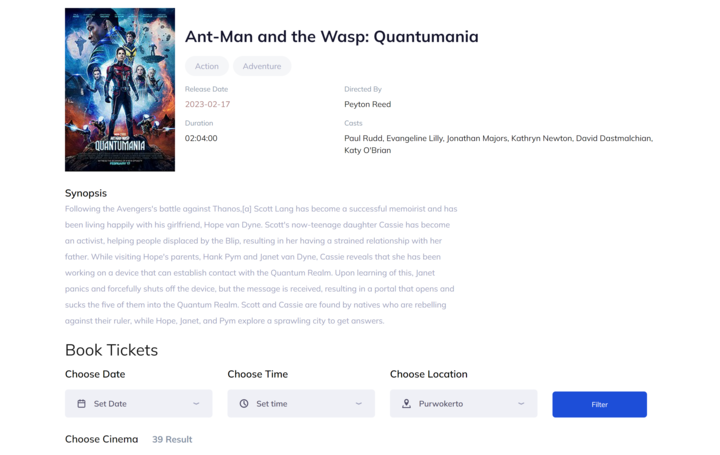 Ant-Man and the Wasp: Quantumania
Action Adventure
Release Date
2023-02-17
Directed By
Peyton Reed
Duration
02:04:00
Casts
Paul Rudd, Evangeline Lilly, Jonathan Majors, Kathryn Newton, David Dastmalchian,
Katy O'Brian
QUANTUMANIA
FEBRUARY 17
Synopsis
Following the Avengers's battle against Thanos,[a] Scott Lang has become a successful memoirist and has
been living happily with his girlfriend, Hope van Dyne. Scott's now-teenage daughter Cassie has become
an activist, helping people displaced by the Blip, resulting in her having a strained relationship with her
father. While visiting Hope's parents, Hank Pym and Janet van Dyne, Cassie reveals that she has been
working on a device that can establish contact with the Quantum Realm. Upon learning of this, Janet
panics and forcefully shuts off the device, but the message is received, resulting in a portal that opens and
sucks the five of them into the Quantum Realm. Scott and Cassie are found by natives who are rebelling
against their ruler, while Hope, Janet, and Pym explore a sprawling city to get answers.
Book Tickets
Choose Date
Set Date
Choose Time
Set time
Choose Location
Purwokerto
Filter
Choose Cinema 39 Result